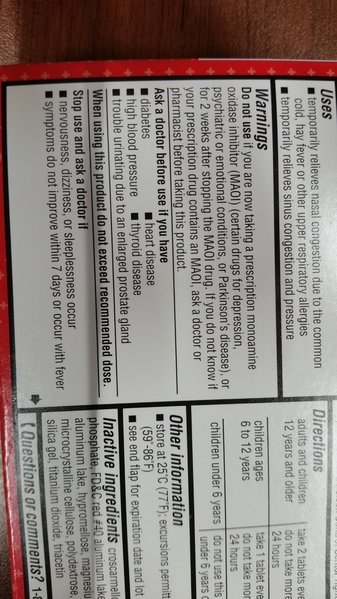 Uses
■ temporarily relieves nasal congestion due to the common
cold, hay fever or other upper respiratory allergies
■ temporarily relieves sinus congestion and pressure
Warnings
Do not use if you are now taking a prescription monoamine
oxidase inhibitor (MAOI) (certain drugs for depression,
psychiatric or emotional conditions, or Parkinson's disease), or
for 2 weeks after stopping the MAOI drug. If you do not know if
your prescription drug contains an MAOI, ask a doctor or
pharmacist before taking this product.
Ask a doctor before use if you have
■ diabetes ■ heart disease
■ high blood pressure ■ thyroid disease
■ trouble urinating due to an enlarged prostate gland
When using this product do not exceed recommended dose.
Stop use and ask a doctor if
■ nervousness, dizziness, or sleeplessness occur
■ symptoms do not improve within 7 days or occur with fever
Directions
adults and children
12 years and older
take 2 tablets
do not take more
24 hours
children ages
6 to 12 years
take 1 tablet
do not take more
24 hours
children under 6 years
do not use this
under 6 years
Other information
■ store at 25°C (77°F); excursions
(59°-86°F)
■ see end flap for expiration date and lot
Inactive ingredients
phosphate, FD&C red #40 aluminum
aluminum lake, hypromellose,
microcrystalline cellulose, polydextrose,
silica gel, titanium dioxide, triacetin
Questions or comments?